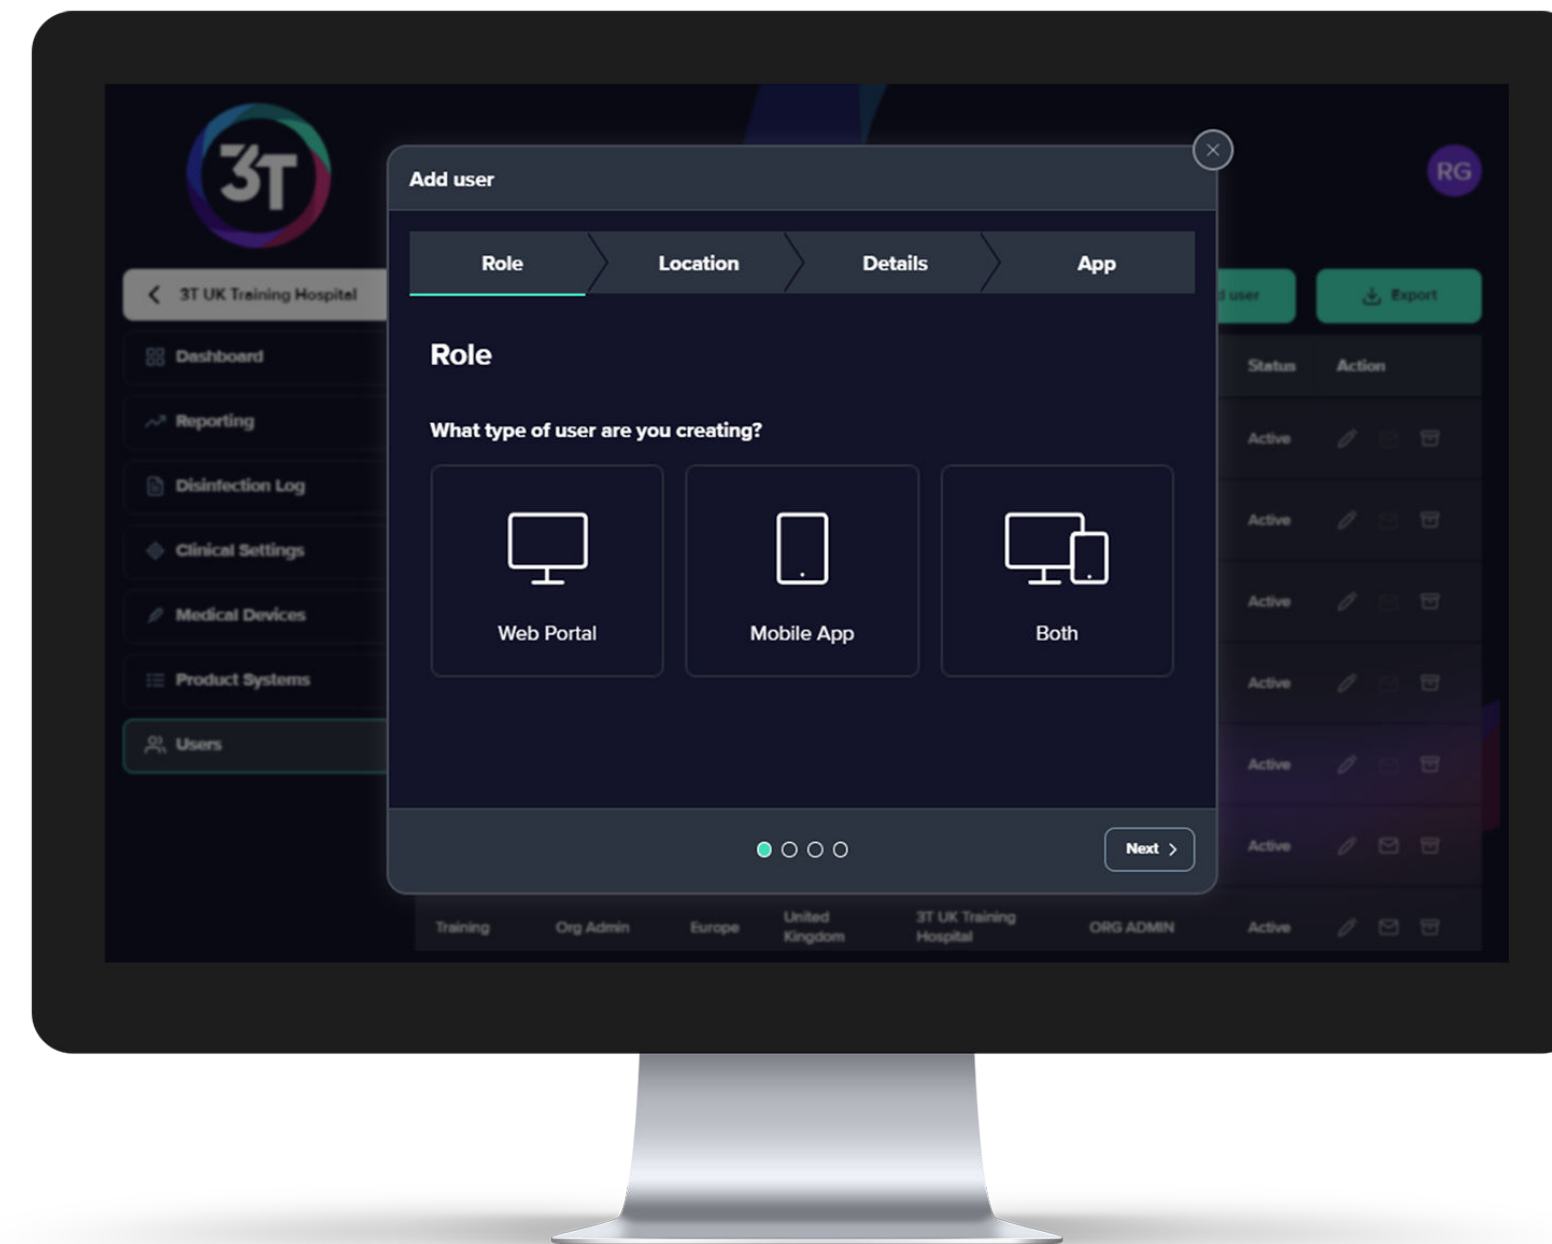 3T
RG
Add user
Role
Location
Details
App
3T UK Training Hospital
user
Export
Dashboard
Reporting
Disinfection Log
Clinical Settings
Medical Devices
Product Systems
Users
Role
What type of user are you creating?
Web Portal
Mobile App
Both
Next
Status Action
Active
Active
Active
Active
Active
Active
Training Org Admin Europe United Kingdom 3T UK Training Hospital ORG ADMIN Active